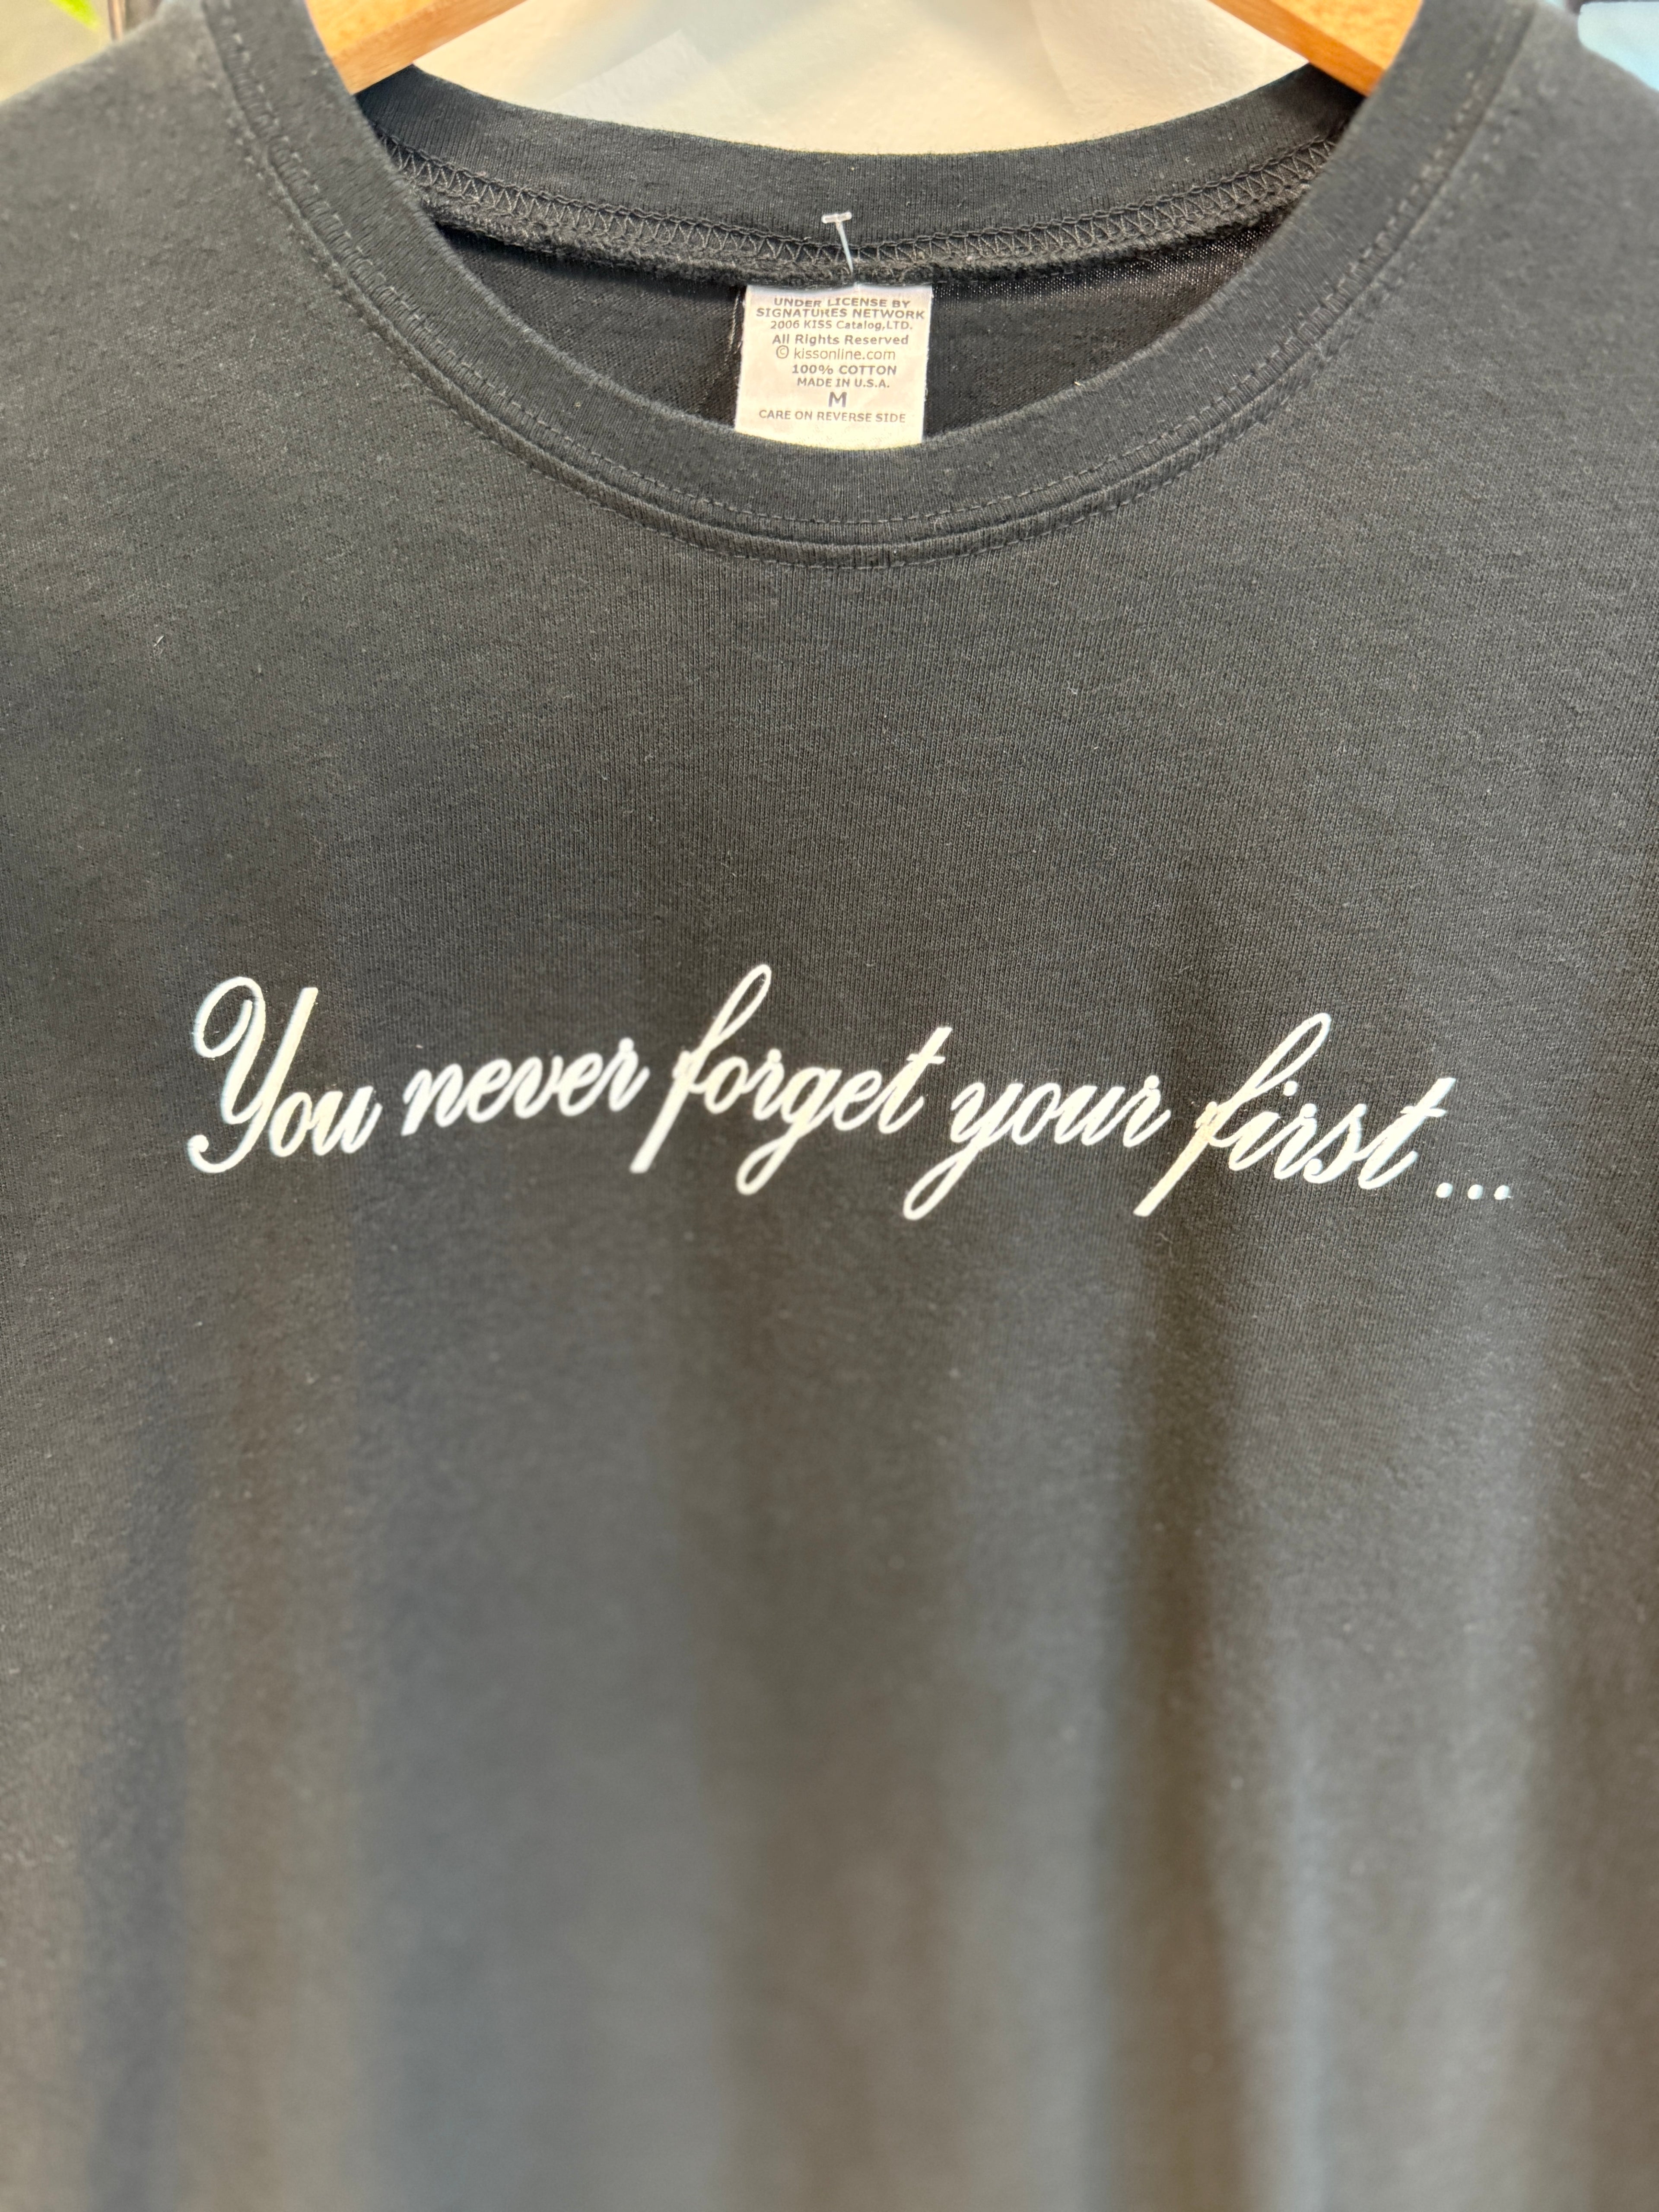 UNDER LICENSE BY
SIGNATURES NETWORK
2006 KISS Catalog,LTD.
All Rights Reserved
© kissonline.com
100% COTTON
MADE IN U.S.A.
M
CARE ON REVERSE SIDE
You never forget your first...